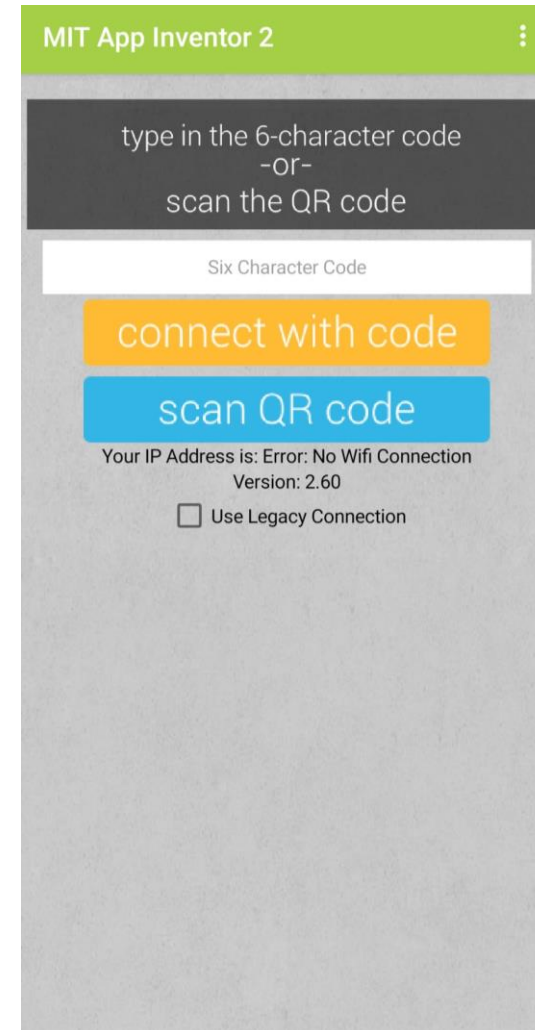 MIT App Inventor 2
type in the 6-character code
-or-
scan the QR code
Six Character Code
connect with code
scan QR code
Your IP Address is: Error: No Wifi Connection
Version: 2.60
Use Legacy Connection